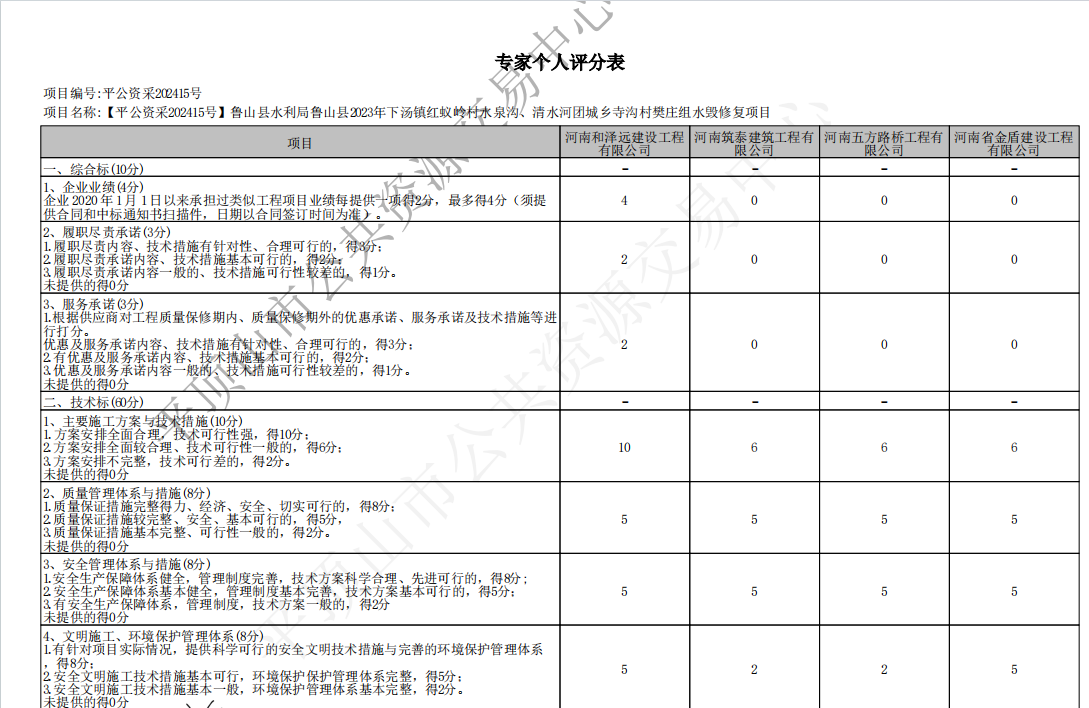 专家个人评分表
项目编号:平公资采202415号
项目名称:【平公资采202415号】鲁山县水利局鲁山县2023年下汤镇红蚁岭村水泉沟、清水河团城乡寺沟村樊庄组水毁修复项目
项目 河南和泽远建设工程有限公司 河南筑泰建筑工程有限公司 河南五方路桥工程有限公司 河南省金盾建设工程有限公司
一、综合标(10分) - - - -
1、企业业绩(4分)
企业2020年1月1日以来承担过类似工程项目业绩每提供一项得2分，最多得4分（须提
供合同和中标通知书扫描件，日期以合同签订时间为准）。
4 0 0 0
2、履职尽责承诺(3分)
1.履职尽责内容、技术措施有针对性、合理可行的，得3分；
2.履职尽责承诺内容、技术措施基本可行的，得2分；
3.履职尽责承诺内容一般的、技术措施可行性较差的，得1分。
未提供的得0分
2 0 0 0
3、服务承诺(3分)
1.根据供应商对工程质量保修期内、质量保修期外的优惠承诺、服务承诺及技术措施等进
行打分。
优惠及服务承诺内容、技术措施有针对性、合理可行的，得3分；
2.有优惠及服务承诺内容、技术措施基本可行的，得2分；
3.优惠及服务承诺内容一般的、技术措施可行性较差的，得1分。
未提供的得0分
2 0 0 0
二、技术标(60分) - - - -
1、主要施工方案与技术措施(10分)
1.方案安排全面合理，技术可行性强，得10分；
2.方案安排全面较合理、技术可行性一般的，得6分；
3.方案安排不完整，技术可行差的，得2分。
未提供的得0分
10 6 6 6
2、质量管理体系与措施(8分)
1.质量保证措施完整得力、经济、安全、切实可行的，得8分；
2.质量保证措施较完整、安全、基本可行的，得5分，
3.质量保证措施基本完整、可行性一般的，得2分。
未提供的得0分
5 5 5 5
3、安全管理体系与措施(8分)
1.安全生产保障体系健全，管理制度完善，技术方案科学合理、先进可行的，得8分；
2.安全生产保障体系基本健全，管理制度基本完善，技术方案基本可行的，得5分；
3.有安全生产保障体系，管理制度，技术方案一般的，得2分
未提供的得0分
5 5 5 5
4、文明施工、环境保护管理体系(8分)
1.有针对项目实际情况，提供科学可行的安全文明技术措施与完善的环境保护管理体系
，得8分；
2.安全文明施工技术措施基本可行，环境保护保护管理体系完整，得5分；
3.安全文明施工技术措施基本一般，环境保护管理体系基本完整，得2分。
未提供的得0分
5 2 2 5
平顶山市公共资源交易中心
平顶山市公共资源交易中心